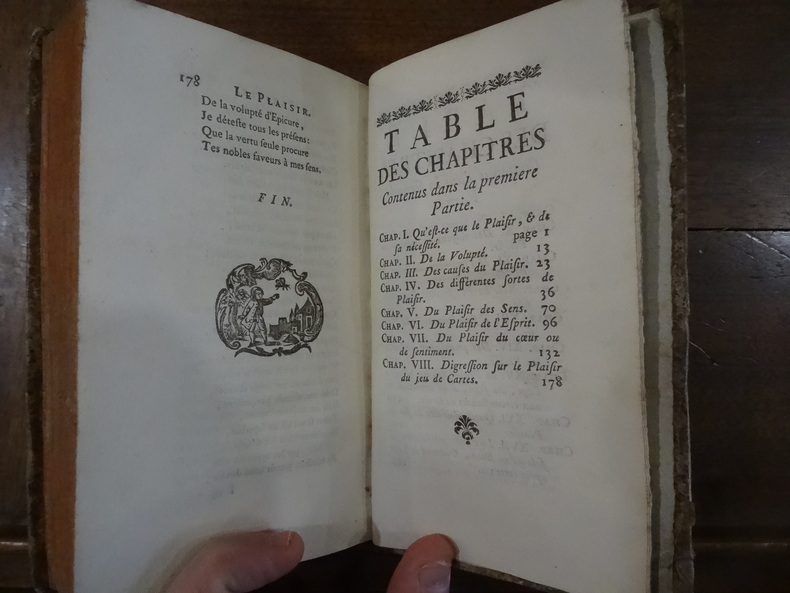 178 LE PLAISIR.
De la volupté d'Epicure,
Je déteſte tous les préſens:
Que la vertu ſeule procure
Tes nobles faveurs à mes ſens.
FIN.
TABLE
DES CHAPITRES
Contenus dans la premiere
Partie.
CHAP. I. Qu'eſt-ce que le Plaiſir, & de
ſa néceſſité. page 1
CHAP. II. De la Volupté. 13
CHAP. III. Des cauſes du Plaiſir. 23
CHAP. IV. Des différentes ſortes de
Plaiſir. 36
CHAP. V. Du Plaiſir des Sens. 70
CHAP. VI. Du Plaiſir de l'Eſprit. 96
CHAP. VII. Du Plaiſir du cœur ou
de ſentiment. 132
CHAP. VIII. Digreſſion ſur le Plaiſir
du jeu de Cartes. 178